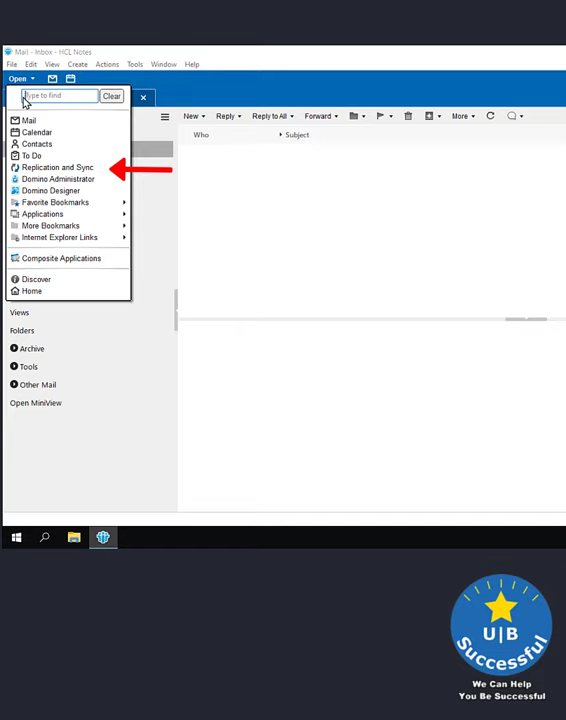 Mail - Inbox - HCL Notes
File Edit View Create Actions Tools Window Help
Open
Type to find Clear
Mail
Calendar
Contacts
To Do
Replication and Sync
Domino Administrator
Domino Designer
Favorite Bookmarks
Applications
More Bookmarks
Internet Explorer Links
Composite Applications
Discover
Home
Views
Folders
Archive
Tools
Other Mail
Open MiniView
New Reply Reply to All Forward More
Who Subject
U|B
Successful
We Can Help
You Be Successful